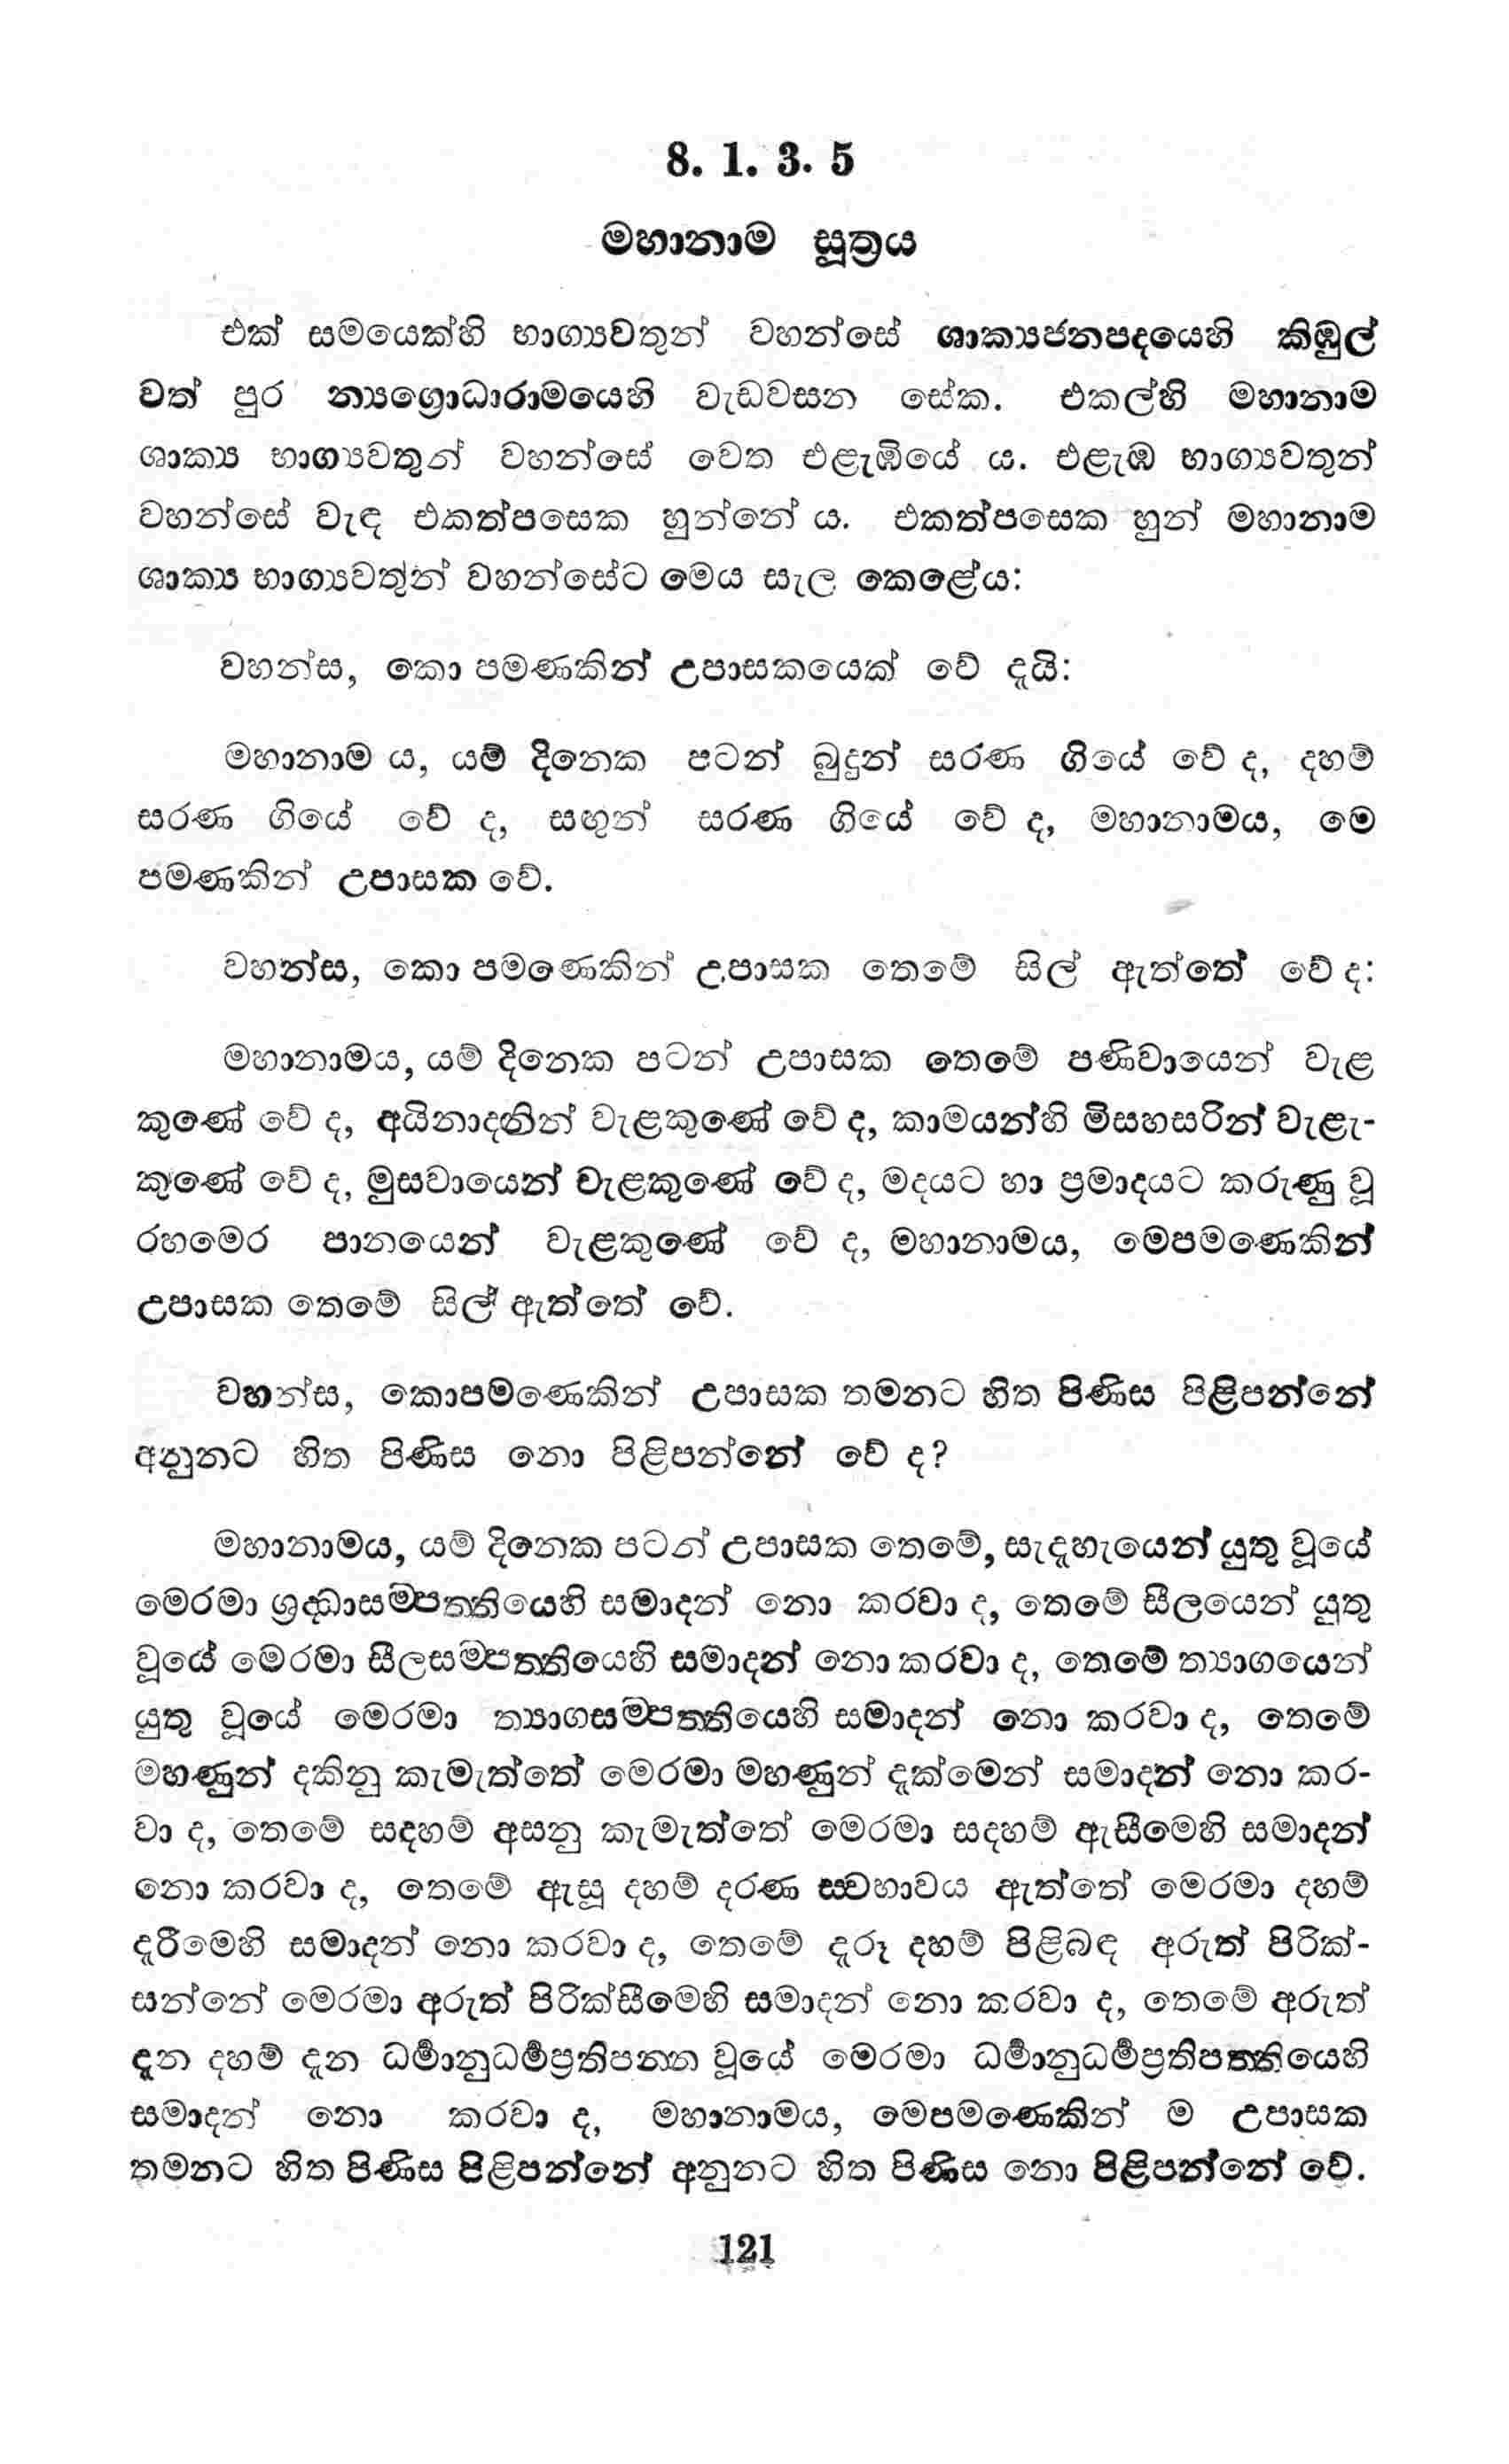 8. 1. 3. 5
මහානාම සූත්‍රය
එක් සමයෙක්හි භාග්‍යවතුන් වහන්සේ ශාක්‍යජනපදයෙහි කිඹුල්
වත් පුර න්‍යග්‍රොධාරාමයෙහි වැඩවසන සේක. එකල්හි මහානාම
ශාක්‍ය භාග්‍යවතුන් වහන්සේ වෙත එළැඹියේ ය. එළැඹ භාග්‍යවතුන්
වහන්සේ වැඳ එකත්පසෙක හුන්නේ ය. එකත්පසෙක හුන් මහානාම
ශාක්‍ය භාග්‍යවතුන් වහන්සේට මෙය සැල කෙළේය:
වහන්ස, කො පමණකින් උපාසකයෙක් වේ දැයි:
මහානාම ය, යම් දිනෙක පටන් බුදුන් සරණ ගියේ වේ ද, දහම්
සරණ ගියේ වේ ද, සඟුන් සරණ ගියේ වේ ද, මහානාමය, මෙ
පමණකින් උපාසක වේ.
වහන්ස, කො පමණෙකින් උපාසක තෙමේ සිල් ඇත්තේ වේ ද:
මහානාමය, යම් දිනෙක පටන් උපාසක තෙමේ පණිවායෙන් වැළ
කුණේ වේ ද, අයිනාදනින් වැළකුණේ වේ ද, කාමයන්හි මිසහසරින් වැළැ-
කුණේ වේ ද, මුසවායෙන් වැළකුණේ වේ ද, මදයට හා ප්‍රමාදයට කරුණු වූ
රහමෙර පානයෙන් වැළකුණේ වේ ද, මහානාමය, මෙපමණෙකින්
උපාසක තෙමේ සිල් ඇත්තේ වේ.
වහන්ස, කොපමණෙකින් උපාසක තමනට හිත පිණිස පිළිපන්නේ
අනුනට හිත පිණිස නො පිළිපන්නේ වේ ද?
මහානාමය, යම් දිනෙක පටන් උපාසක තෙමේ, සැදැහැයෙන් යුතු වූයේ
මෙරමා ශ්‍රද්ධාසම්පත්තියෙහි සමාදන් නො කරවා ද, තෙමේ සීලයෙන් යුතු
වූයේ මෙරමා සීලසම්පත්තියෙහි සමාදන් නො කරවා ද, තෙමේ ත්‍යාගයෙන්
යුතු වූයේ මෙරමා ත්‍යාගසම්පත්තියෙහි සමාදන් නො කරවා ද, තෙමේ
මහණුන් දකිනු කැමැත්තේ මෙරමා මහණුන් දැක්මෙන් සමාදන් නො කර-
වා ද, තෙමේ සදහම් අසනු කැමැත්තේ මෙරමා සදහම් ඇසීමෙහි සමාදන්
නො කරවා ද, තෙමේ ඇසූ දහම් දරණ ස්වභාවය ඇත්තේ මෙරමා දහම්
දැරීමෙහි සමාදන් නො කරවා ද, තෙමේ දැරූ දහම් පිළිබඳ අරුත් පිරික්-
සන්නේ මෙරමා අරුත් පිරික්සීමෙහි සමාදන් නො කරවා ද, තෙමේ අරුත්
දැන දහම් දැන ධර්‍මානුධර්‍මප්‍රතිපන්න වූයේ මෙරමා ධර්‍මානුධර්‍මප්‍රතිපත්තියෙහි
සමාදන් නො කරවා ද, මහානාමය, මෙපමණෙකින් ම උපාසක
තමනට හිත පිණිස පිළිපන්නේ අනුනට හිත පිණිස නො පිළිපන්නේ වේ.
121